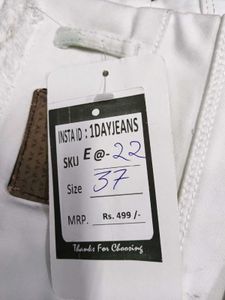 INSTA ID : 1DAYJEANS
SKU E @-22
Size 37
MRP. Rs. 499 /-
Thanks For Choosing